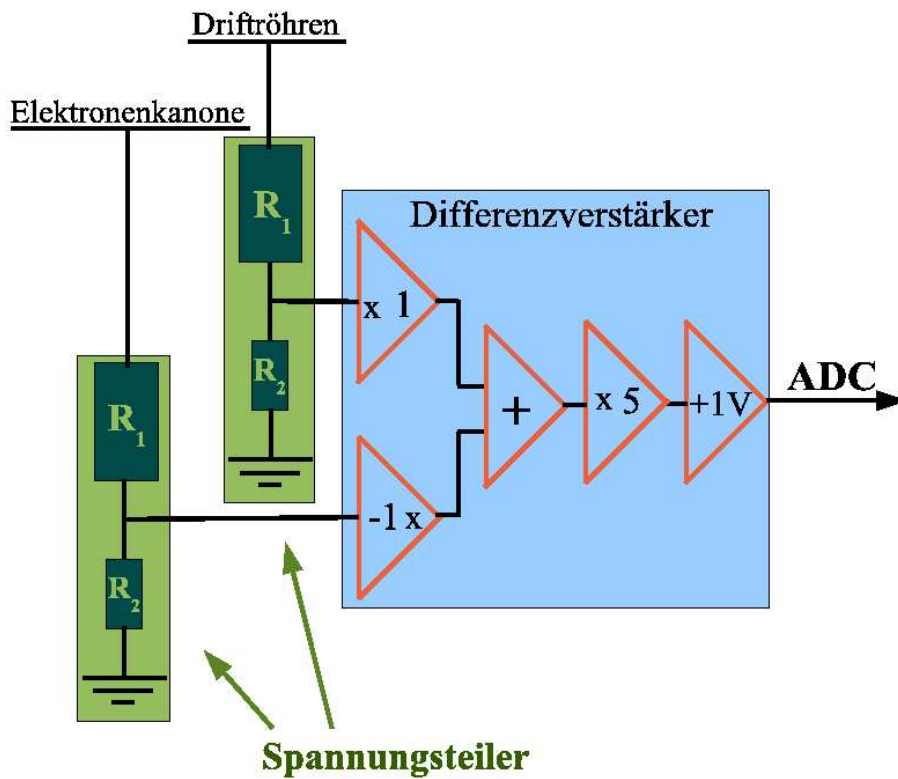 Driftröhren
Elektronenkanone
R1
Differenzverstärker
x 1
R2
R1
+
x 5
+1V
ADC
-1 x
R2
Spannungsteiler